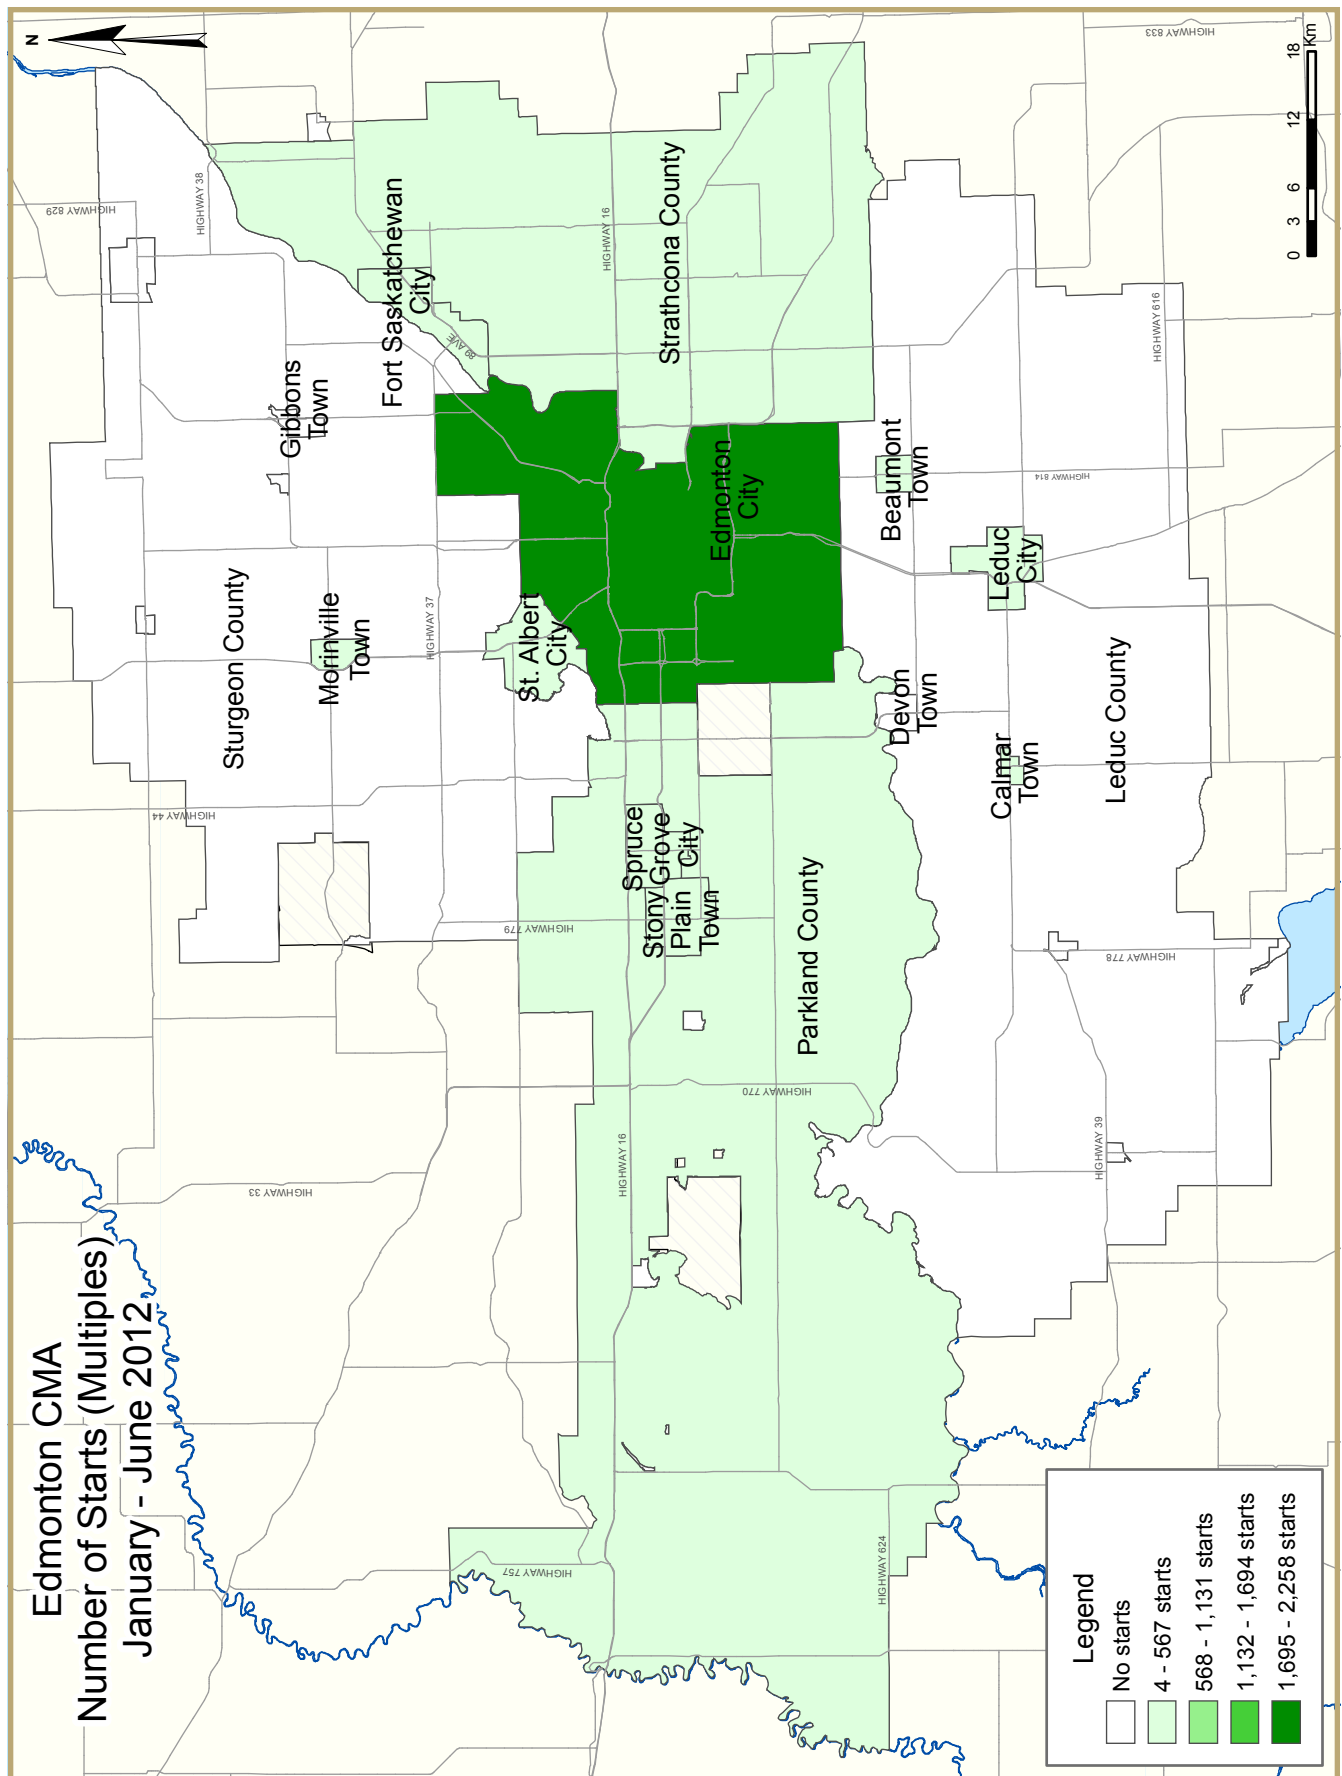 Edmonton CMA
Number of Starts (Multiples)
January - June 2012
N
HIGHWAY 829
HIGHWAY 38
HIGHWAY 833
Gibbons
Town
Fort Saskatchewan
City
89 AVE
Sturgeon County
Morinville
Town
HIGHWAY 37
HIGHWAY 44
HIGHWAY 779
HIGHWAY 33
St. Albert
City
HIGHWAY 16
Strathcona County
Edmonton
City
Spruce
Grove
City
Stony
Plain
Town
HIGHWAY 16
HIGHWAY 757
HIGHWAY 770
Parkland County
Beaumont
Town
HIGHWAY 814
HIGHWAY 616
Leduc
City
Devon
Town
Calmar
Town
Leduc County
HIGHWAY 778
HIGHWAY 39
HIGHWAY 624
Legend
No starts
4 - 567 starts
568 - 1,131 starts
1,132 - 1,694 starts
1,695 - 2,258 starts
0 3 6 12 18
Km